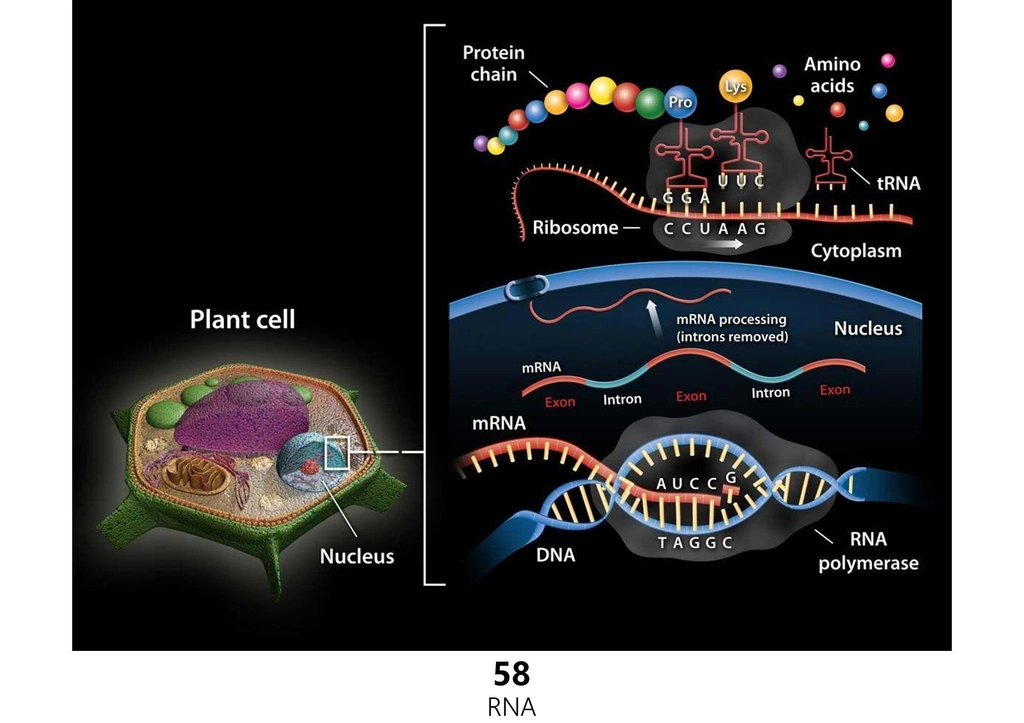 Protein
chain
Pro
Lys
Amino
acids
tRNA
U U C
G G A
Ribosome
C C U A A G
Cytoplasm
Plant cell
mRNA processing
(introns removed)
Nucleus
mRNA
Exon
Intron
Exon
Intron
Exon
mRNA
A U C C G
T A G G C
DNA
RNA
polymerase
Nucleus
58
RNA